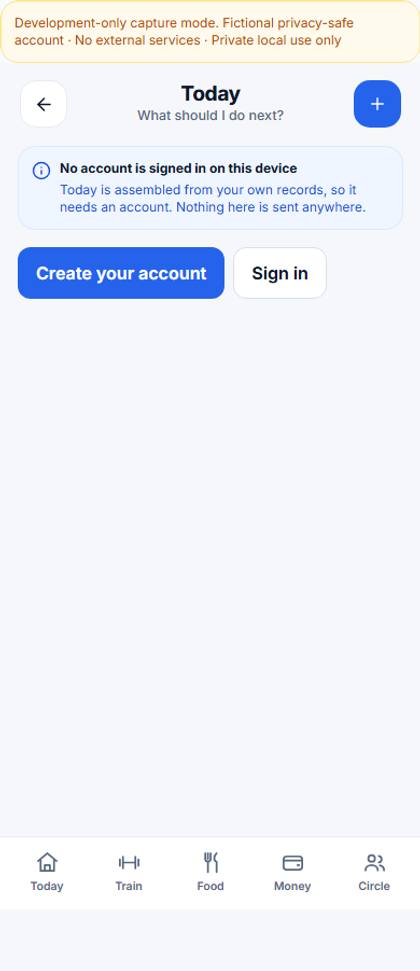 Development-only capture mode. Fictional privacy-safe
account · No external services · Private local use only
Today
What should I do next?
No account is signed in on this device
Today is assembled from your own records, so it
needs an account. Nothing here is sent anywhere.
Create your account
Sign in
Today
Train
Food
Money
Circle